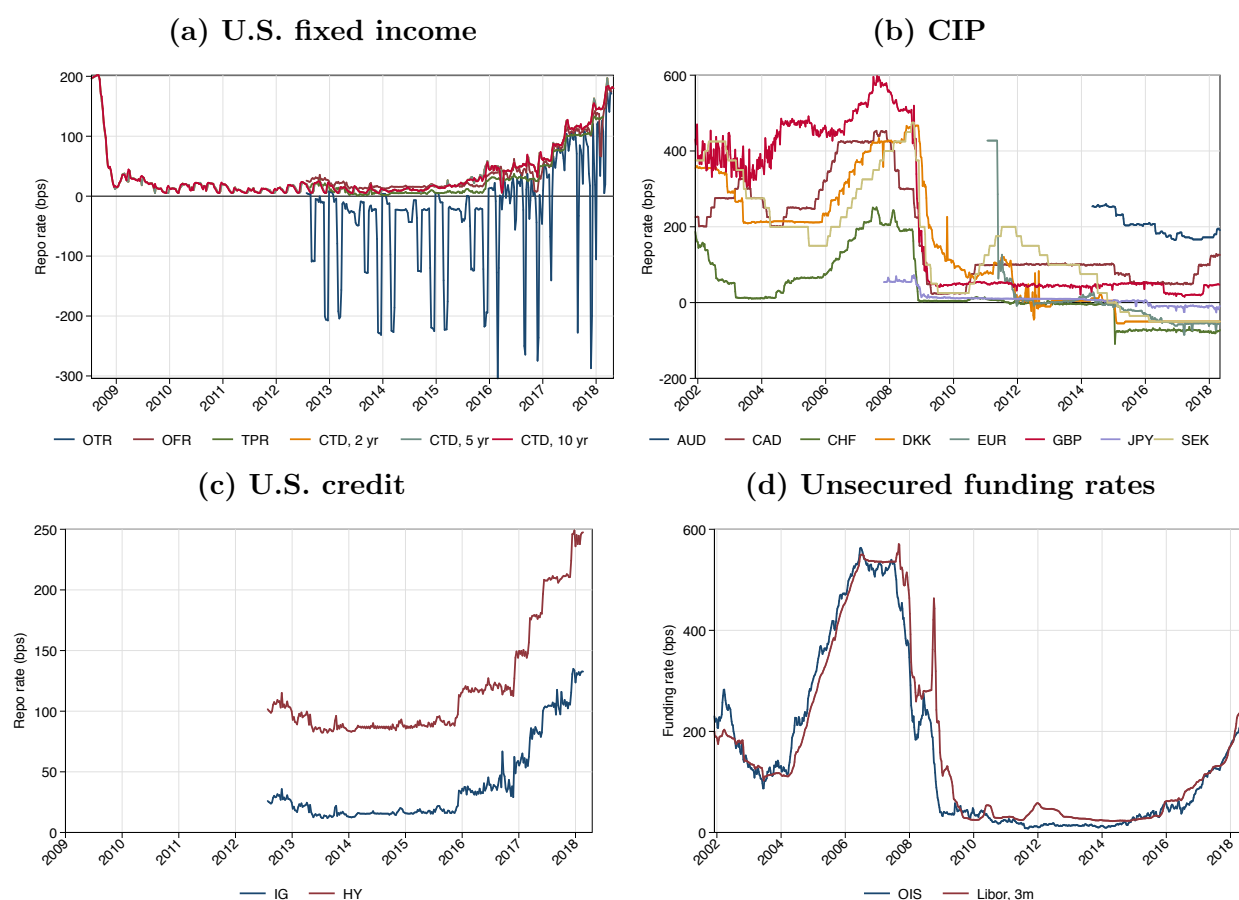 (a) U.S. fixed income
Repo rate (bps)
200
100
0
-100
-200
-300
2009 2010 2011 2012 2013 2014 2015 2016 2017 2018
OTR OFR TPR CTD, 2 yr CTD, 5 yr CTD, 10 yr
(b) CIP
Repo rate (bps)
600
400
200
0
-200
2002 2004 2006 2008 2010 2012 2014 2016 2018
AUD CAD CHF DKK EUR GBP JPY SEK
(c) U.S. credit
Repo rate (bps)
250
200
150
100
50
0
2009 2010 2011 2012 2013 2014 2015 2016 2017 2018
IG HY
(d) Unsecured funding rates
Funding rate (bps)
600
400
200
0
2002 2004 2006 2008 2010 2012 2014 2016 2018
OIS Libor, 3m